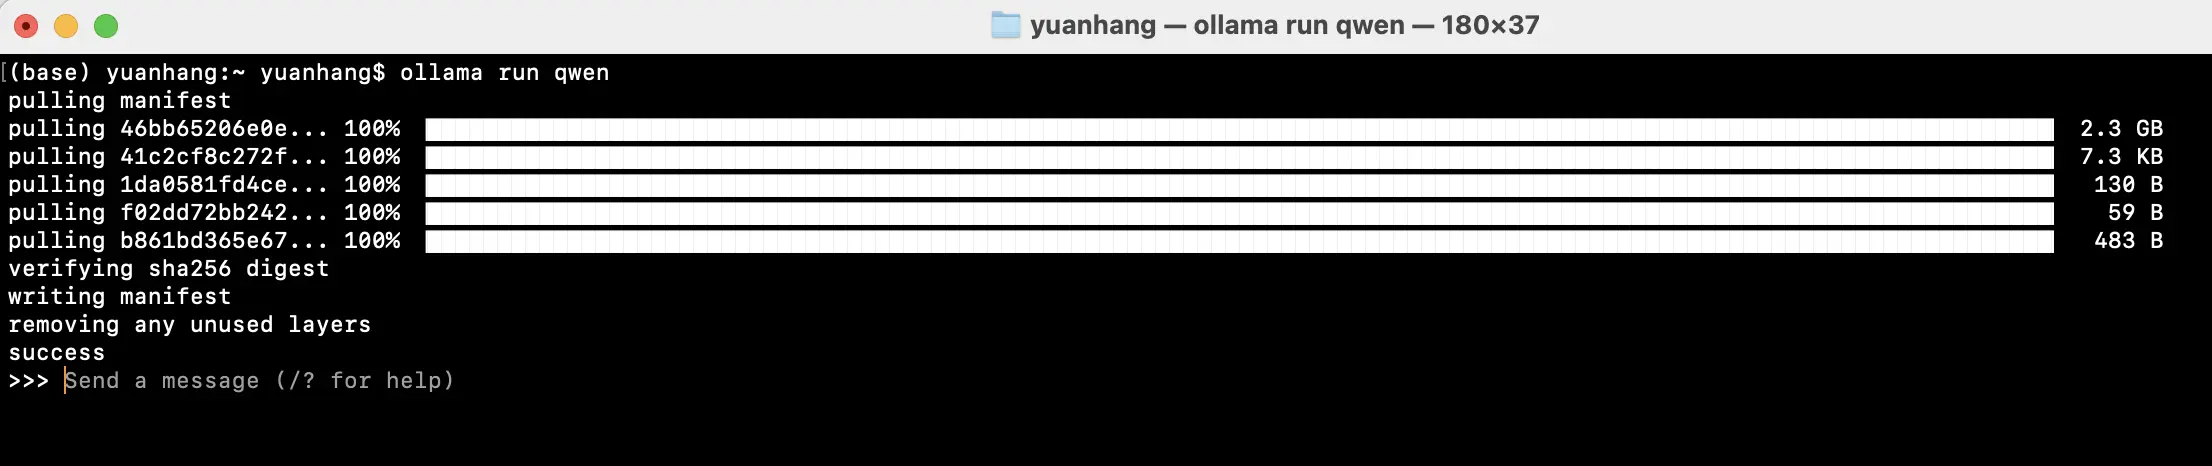 yuanhang — ollama run qwen — 180×37
[(base) yuanhang:~ yuanhang$ ollama run qwen
pulling manifest
pulling 46bb65206e0e... 100% 2.3 GB
pulling 41c2cf8c272f... 100% 7.3 KB
pulling 1da0581fd4ce... 100% 130 B
pulling f02dd72bb242... 100% 59 B
pulling b861bd365e67... 100% 483 B
verifying sha256 digest
writing manifest
removing any unused layers
success
>>> Send a message (/? for help)